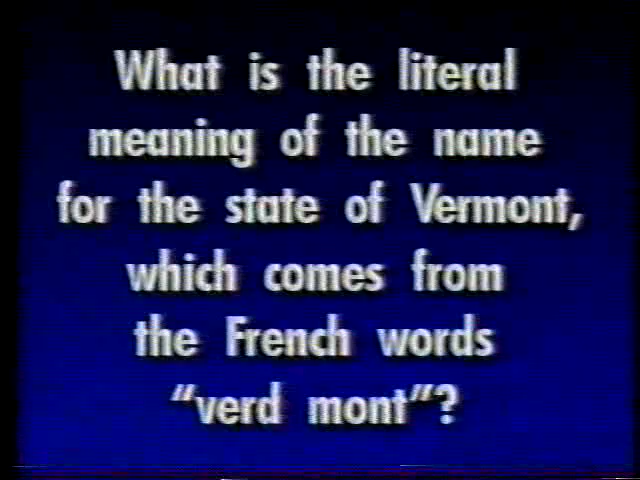 What is the literal
meaning of the name
for the state of Vermont,
which comes from
the French words
“verd mont”?